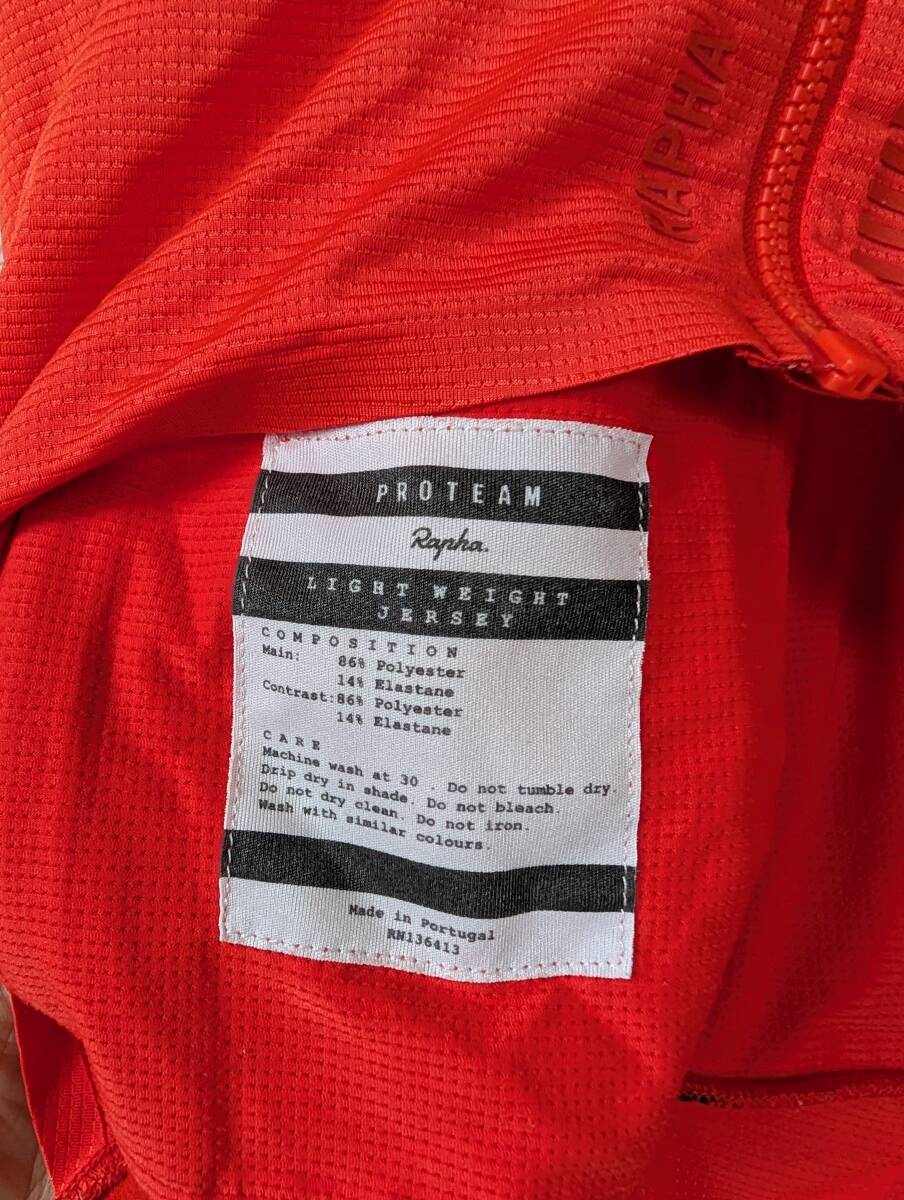 RAPHA
PROTEAM
Rapha.
LIGHT WEIGHT
JERSEY
COMPOSITION
Main: 86% Polyester
14% Elastane
Contrast:86% Polyester
14% Elastane
CARE
Machine wash at 30 . Do not tumble dry.
Drip dry in shade. Do not bleach.
Do not dry clean. Do not iron.
Wash with similar colours.
Made in Portugal
RN136413